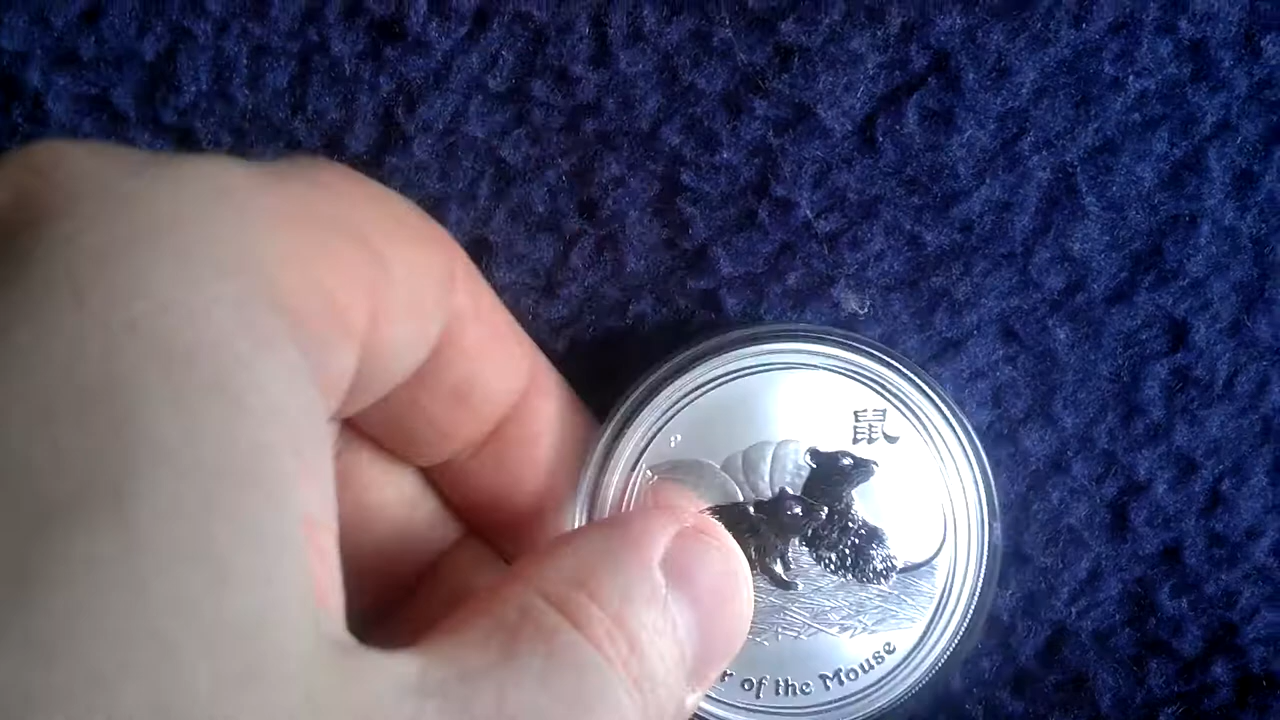 鼠
P
r of the Mouse